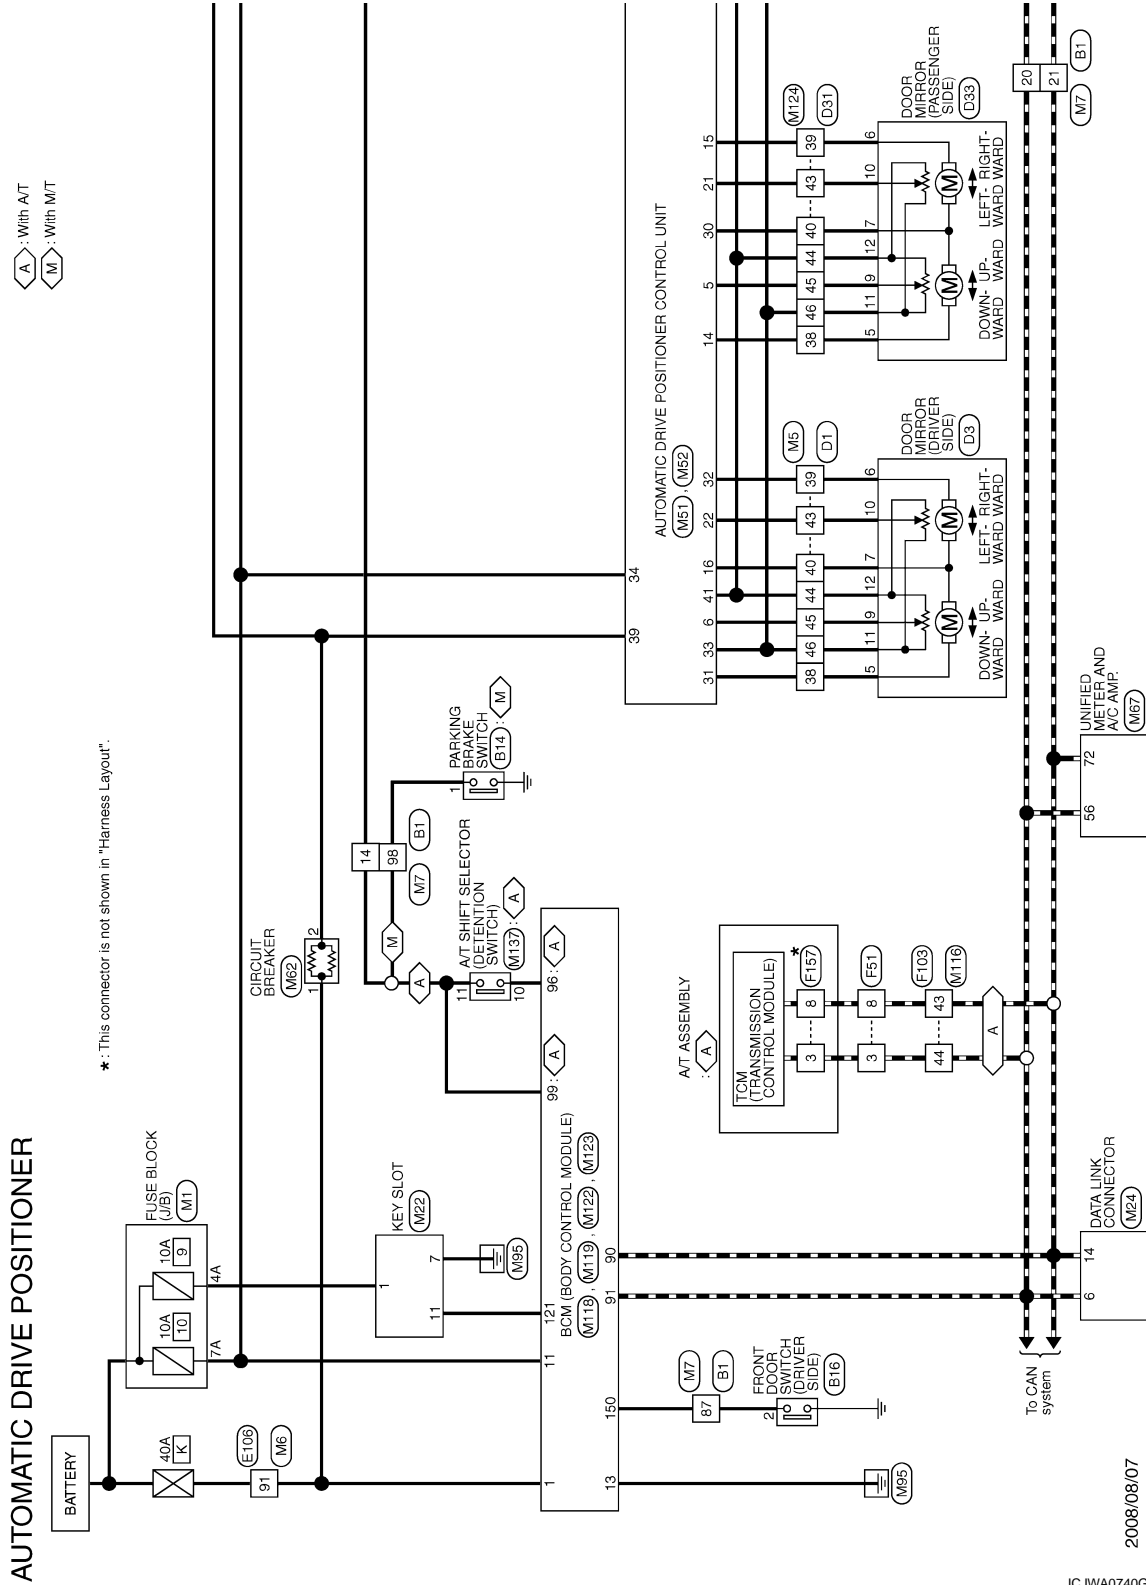 AUTOMATIC DRIVE POSITIONER
BATTERY
40A
K
E106
91
M6
FUSE BLOCK
(J/B)
M1
10A
10
10A
9
7A
4A
*: This connector is not shown in "Harness Layout".
A : With A/T
M : With M/T
KEY SLOT
M22
1
7
11
M95
CIRCUIT
BREAKER
M62
1
2
14
98
M7
B1
M
A
PARKING
BRAKE
SWITCH
B14 : M
1
A/T SHIFT SELECTOR
(DETENTION
SWITCH)
M137 : A
11
10
1
11
121
99 : A
96 : A
BCM (BODY CONTROL MODULE)
M118 , M119 , M122 , M123
13
150
91
90
M95
M7
87
B1
FRONT
DOOR
SWITCH
(DRIVER
SIDE)
B16
2
A/T ASSEMBLY
: A
TCM
(TRANSMISSION
CONTROL MODULE)
*
3
8
F157
3
8
F51
44
43
F103
M116
A
39
34
AUTOMATIC DRIVE POSITIONER CONTROL UNIT
M51 , M52
31
33
6
41
16
22
32
14
5
30
21
15
38
46
45
44
40
43
39
M5
D1
5
11
9
12
7
10
6
DOOR
MIRROR
(DRIVER
SIDE)
D3
M
M
DOWN- UP-
WARD WARD
LEFT- RIGHT-
WARD WARD
38
46
45
44
40
43
39
M124
D31
5
11
9
12
7
10
6
DOOR
MIRROR
(PASSENGER
SIDE)
D33
M
M
DOWN- UP-
WARD WARD
LEFT- RIGHT-
WARD WARD
20
21
M7
B1
To CAN
system
6
14
DATA LINK
CONNECTOR
M24
56
72
UNIFIED
METER AND
A/C AMP.
M67
2008/08/07
JCJWA0740G